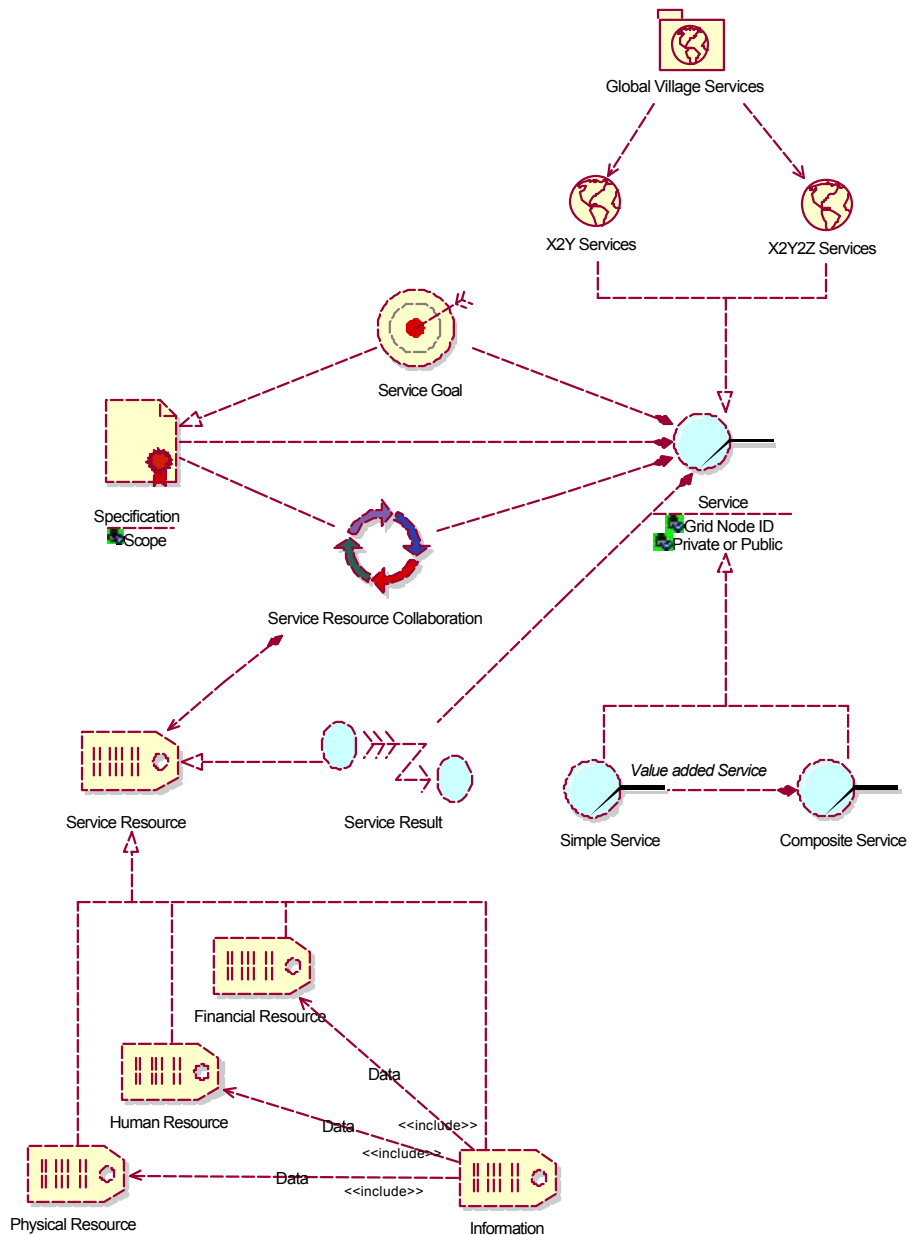 Global Village Services
X2Y Services
X2Y2Z Services
Service Goal
Specification
Scope
Service
Grid Node ID
Private or Public
Service Resource Collaboration
Service Resource
Service Result
Value added Service
Simple Service
Composite Service
Financial Resource
Data
Human Resource
Data
<<include>>
<<include>>
Data
<<include>>
Physical Resource
Information